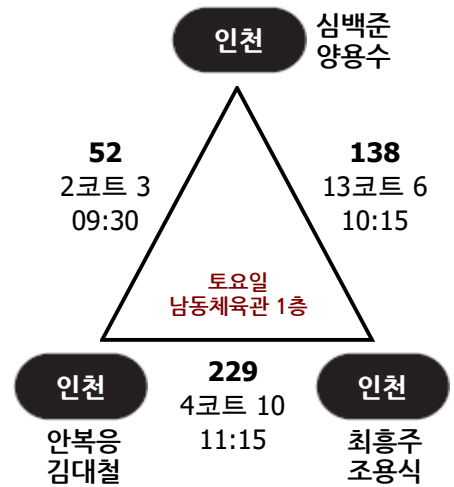 인천
심백준
양용수
52
2코트 3
09:30
138
13코트 6
10:15
토요일
남동체육관 1층
인천
안복응
김대철
229
4코트 10
11:15
인천
최흥주
조용식